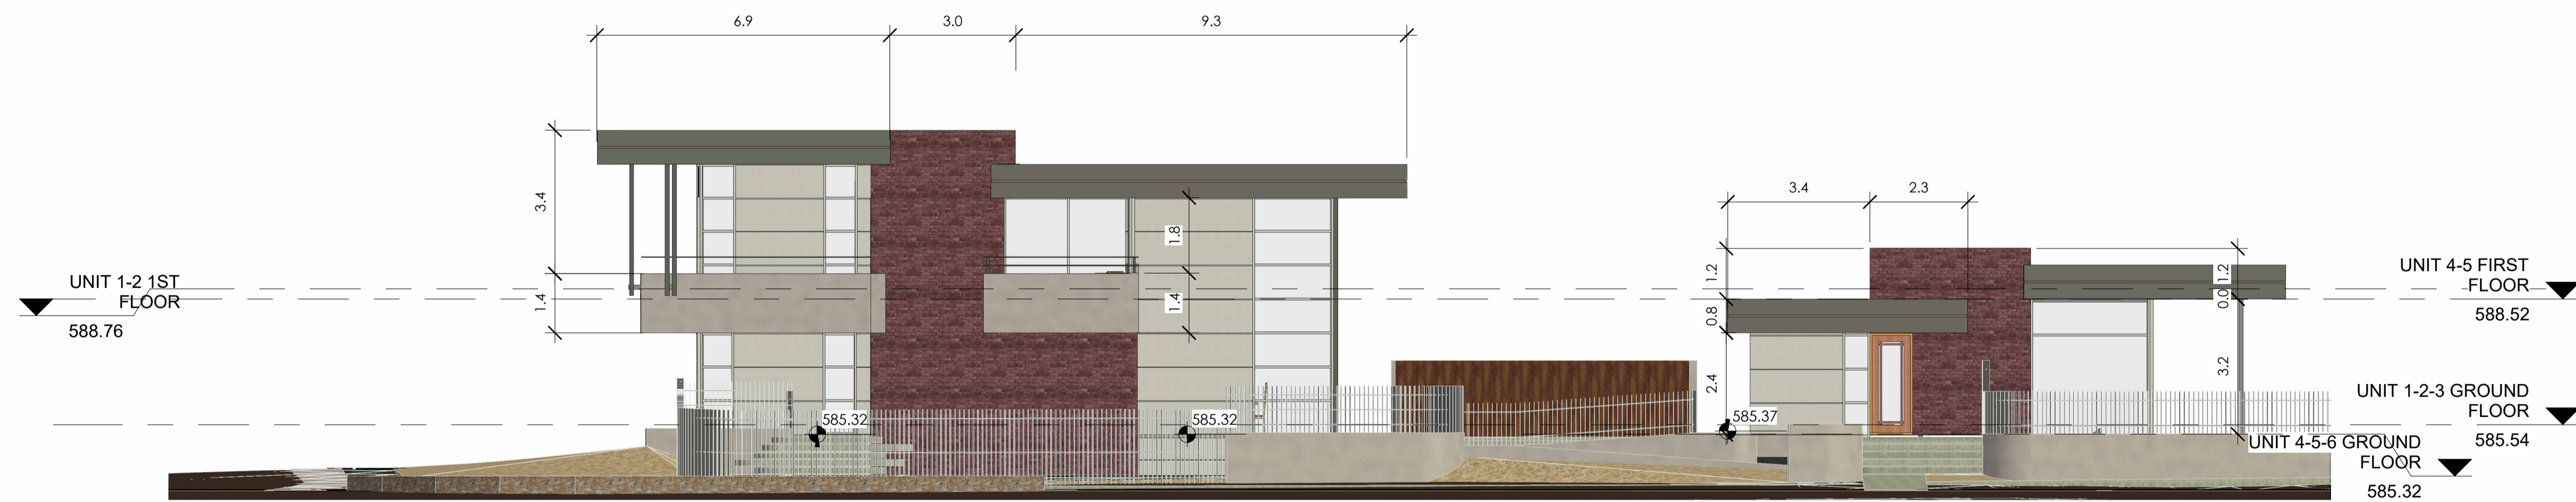 6.9
3.0
9.3
3.4
1.4
1.8
1.4
3.4
2.3
1.2
0.8
2.4
1.2
0.0
3.2
UNIT 1-2 1ST
FLOOR
588.76
UNIT 4-5 FIRST
FLOOR
588.52
UNIT 1-2-3 GROUND
FLOOR
585.54
UNIT 4-5-6 GROUND
FLOOR
585.32
585.32
585.32
585.37